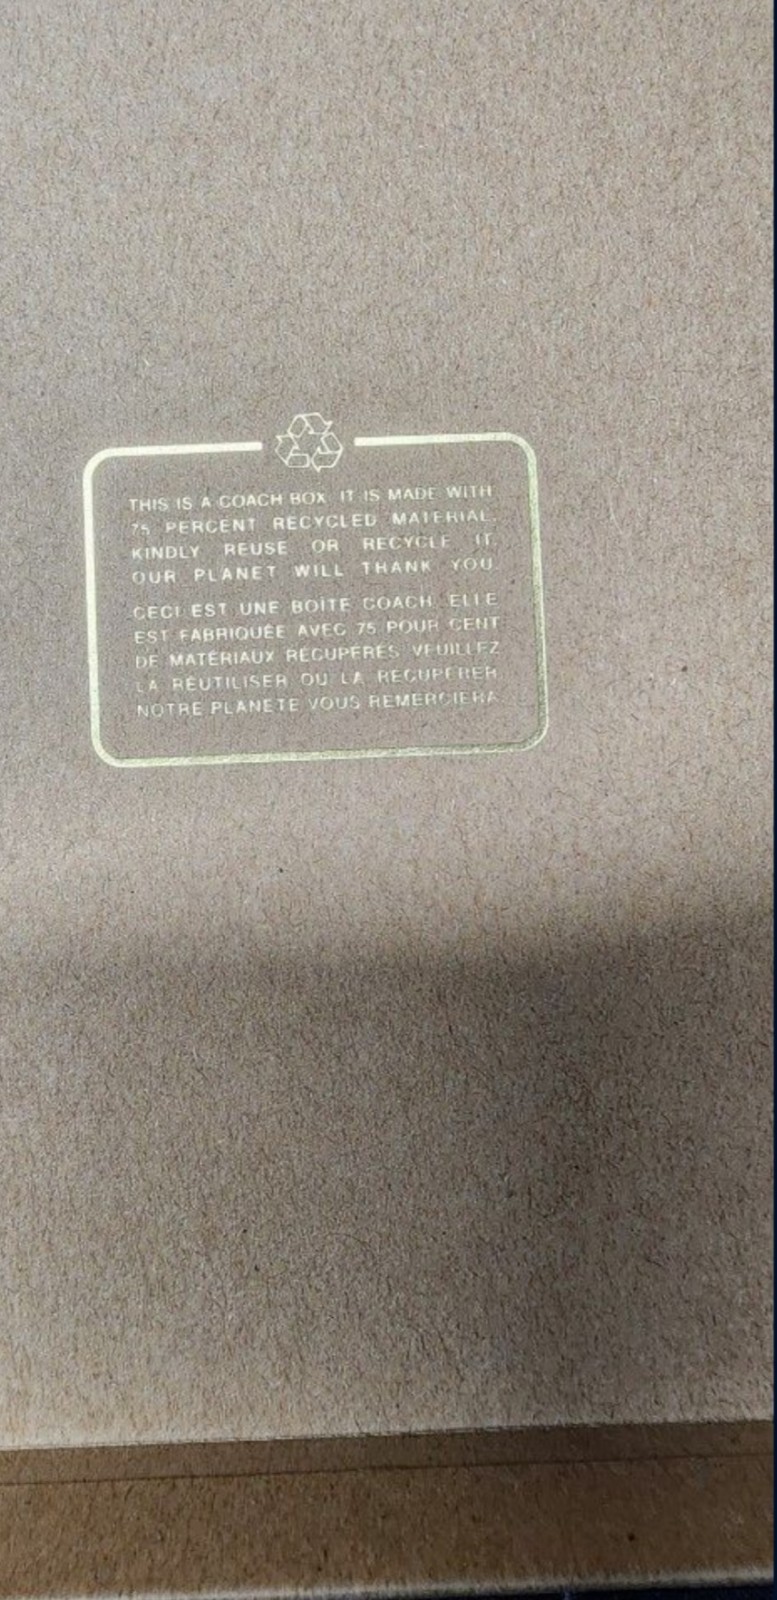 THIS IS A COACH BOX. IT IS MADE WITH
75 PERCENT RECYCLED MATERIAL.
KINDLY REUSE OR RECYCLE IT.
OUR PLANET WILL THANK YOU.
CECI EST UNE BOÎTE COACH. ELLE
EST FABRIQUÉE AVEC 75 POUR CENT
DE MATÉRIAUX RÉCUPÉRÉS. VEUILLEZ
LA RÉUTILISER OU LA RÉCUPÉRER.
NOTRE PLANÈTE VOUS REMERCIERA.